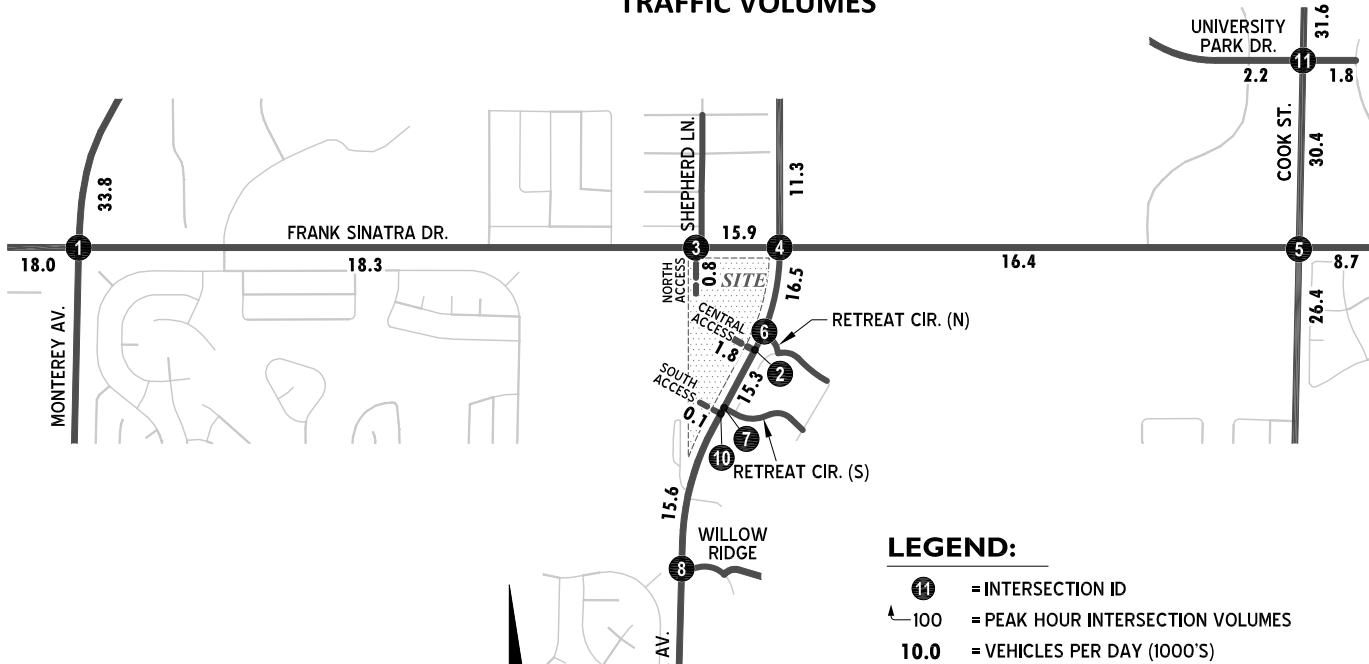 TRAFFIC VOLUMES
UNIVERSITY
PARK DR.
31.6
11
2.2
1.8
COOK ST.
30.4
33.8
SHEPHERD LN.
11.3
FRANK SINATRA DR.
15.9
1
3
4
5
18.0
18.3
16.4
8.7
NORTH
ACCESS
0.8
SITE
16.5
26.4
MONTEREY AV.
CENTRAL
ACCESS
1.8
6
RETREAT CIR. (N)
2
15.3
SOUTH
ACCESS
0.1
7
10
RETREAT CIR. (S)
15.6
WILLOW
RIDGE
8
AV.
LEGEND:
11 = INTERSECTION ID
100 = PEAK HOUR INTERSECTION VOLUMES
10.0 = VEHICLES PER DAY (1000'S)